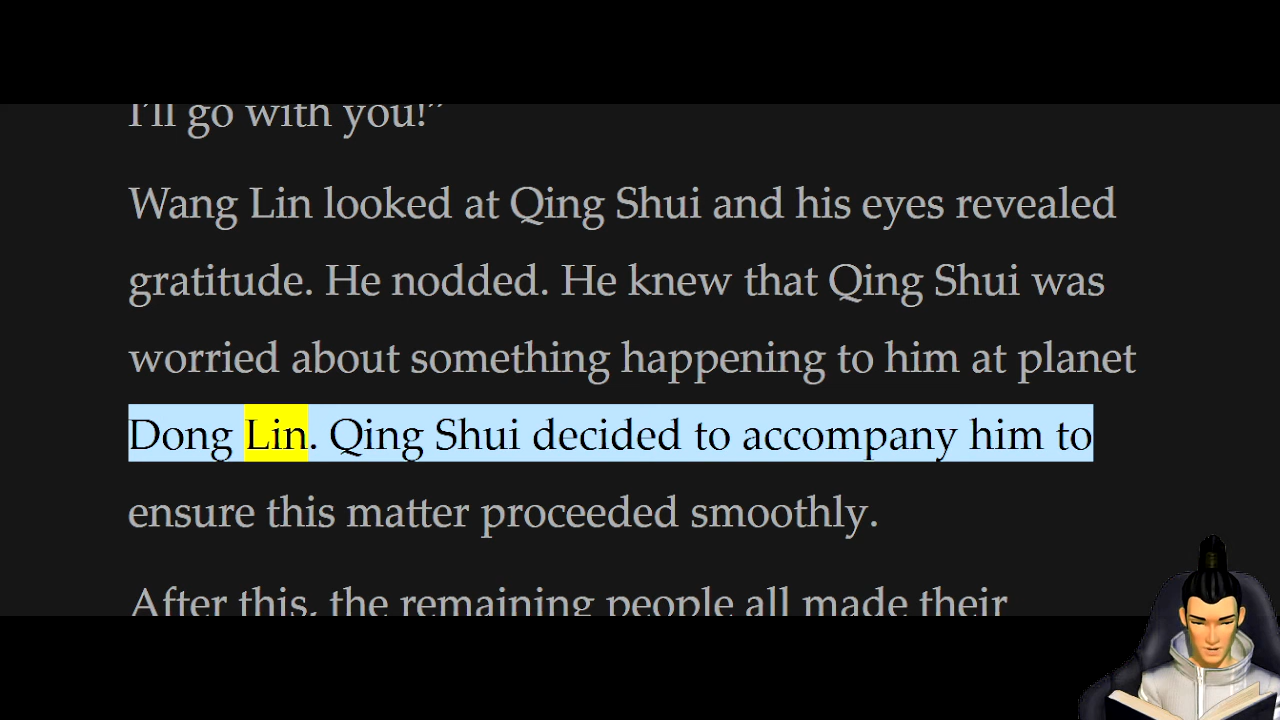 I'll go with you!”
Wang Lin looked at Qing Shui and his eyes revealed
gratitude. He nodded. He knew that Qing Shui was
worried about something happening to him at planet
Dong Lin. Qing Shui decided to accompany him to
ensure this matter proceeded smoothly.
After this, the remaining people all made their